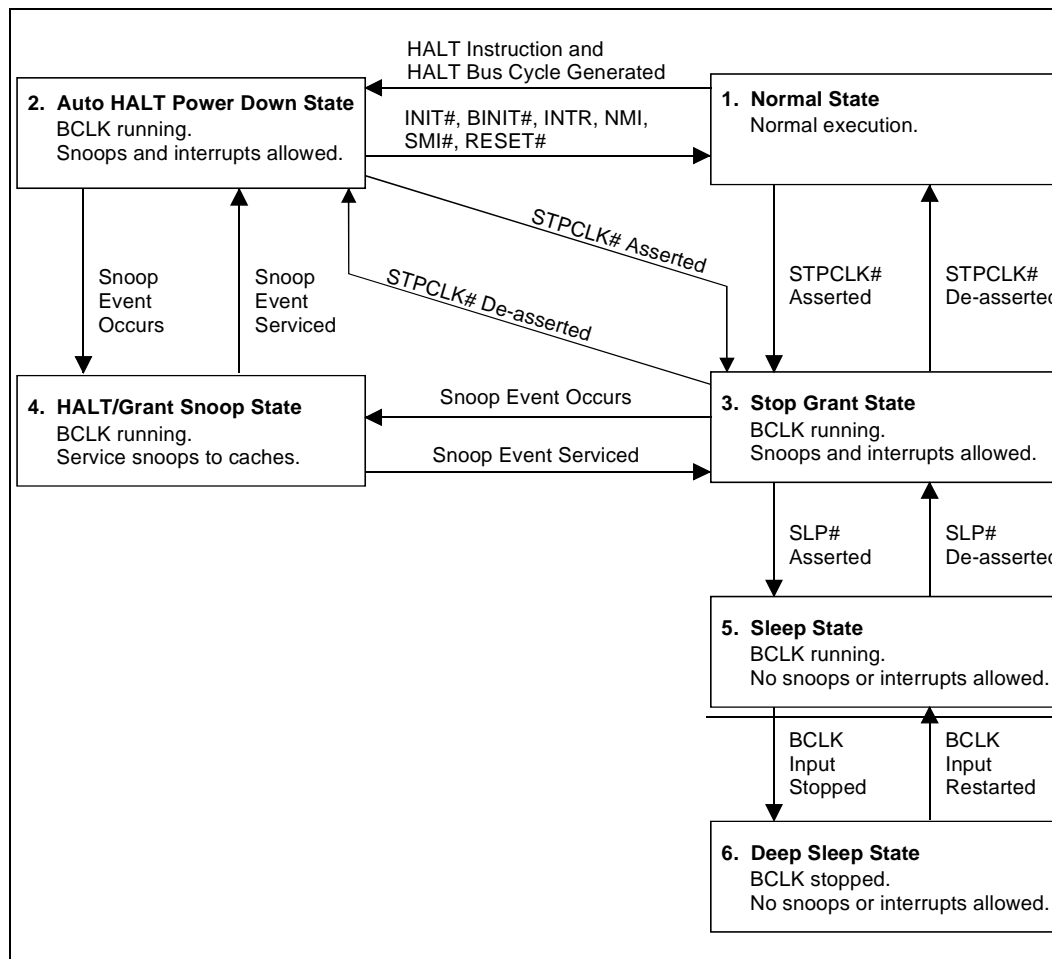 HALT Instruction and
HALT Bus Cycle Generated
2. Auto HALT Power Down State
BCLK running.
Snoops and interrupts allowed.
INIT#, BINIT#, INTR, NMI,
SMI#, RESET#
1. Normal State
Normal execution.
STPCLK# Asserted
STPCLK# De-asserted
Snoop
Event
Occurs
Snoop
Event
Serviced
STPCLK#
Asserted
STPCLK#
De-asserted
4. HALT/Grant Snoop State
BCLK running.
Service snoops to caches.
Snoop Event Occurs
Snoop Event Serviced
3. Stop Grant State
BCLK running.
Snoops and interrupts allowed.
SLP#
Asserted
SLP#
De-asserted
5. Sleep State
BCLK running.
No snoops or interrupts allowed.
BCLK
Input
Stopped
BCLK
Input
Restarted
6. Deep Sleep State
BCLK stopped.
No snoops or interrupts allowed.